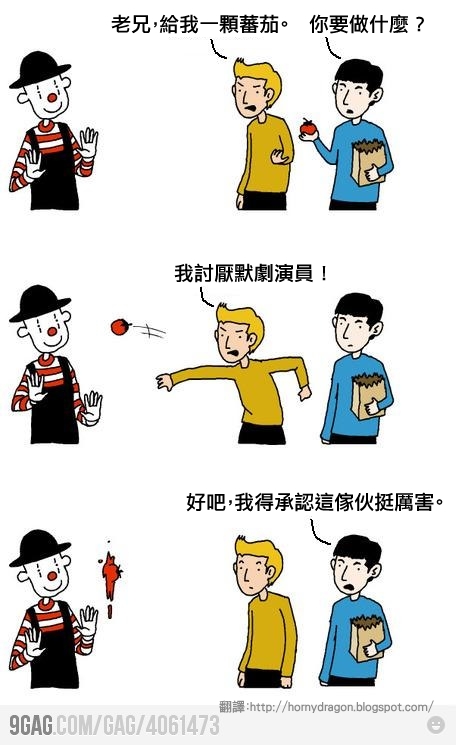 老兄,給我一顆蕃茄。 你要做什麼?
我討厭默劇演員!
好吧,我得承認這傢伙挺厲害。
翻譯:http://hornydragon.blogspot.com/
9GAG.COM/GAG/4061473